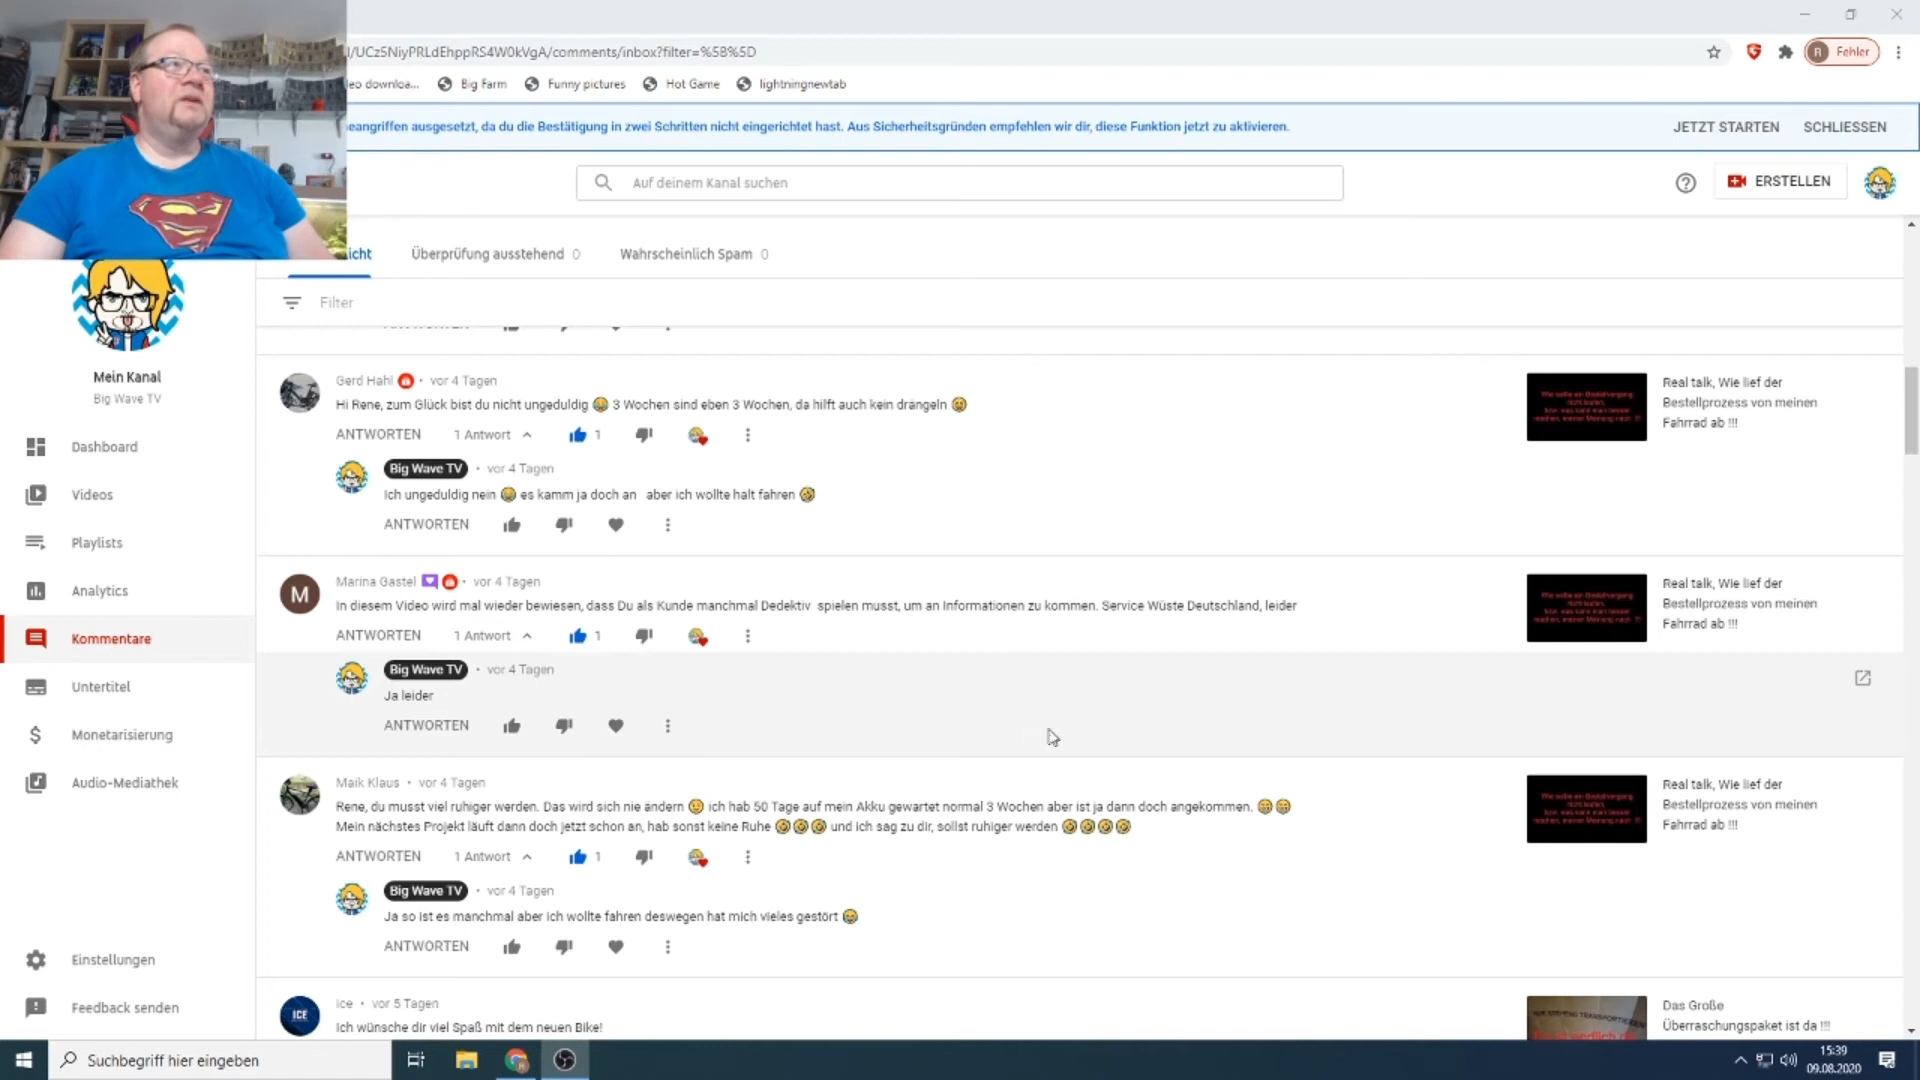 /UCz5NiyPRLdEhppRS4W0kVgA/comments/inbox?filter=%5B%5D
R Fehler
eo downloa... Big Farm Funny pictures Hot Game lightningnewtab
eangriffen ausgesetzt, da du die Bestätigung in zwei Schritten nicht eingerichtet hast. Aus Sicherheitsgründen empfehlen wir dir, diese Funktion jetzt zu aktivieren.
JETZT STARTEN SCHLIESSEN
Auf deinem Kanal suchen
ERSTELLEN
icht Überprüfung ausstehend 0 Wahrscheinlich Spam 0
Filter
Mein Kanal
Big Wave TV
Dashboard
Videos
Playlists
Analytics
Kommentare
Untertitel
Monetarisierung
Audio-Mediathek
Einstellungen
Feedback senden
Gerd Hahl • vor 4 Tagen
Hi Rene, zum Glück bist du nicht ungeduldig 😂 3 Wochen sind eben 3 Wochen, da hilft auch kein drängeln
ANTWORTEN 1 Antwort 1
Big Wave TV • vor 4 Tagen
Ich ungeduldig nein 😂 es kamm ja doch an aber ich wollte halt fahren 🤣
ANTWORTEN
Real talk, Wie lief der
Bestellprozess von meinen
Fahrrad ab !!!
M
Marina Gastel • vor 4 Tagen
In diesem Video wird mal wieder bewiesen, dass Du als Kunde manchmal Dedektiv spielen musst, um an Informationen zu kommen. Service Wüste Deutschland, leider
ANTWORTEN 1 Antwort 1
Big Wave TV • vor 4 Tagen
Ja leider
ANTWORTEN
Real talk, Wie lief der
Bestellprozess von meinen
Fahrrad ab !!!
Maik Klaus • vor 4 Tagen
Rene, du musst viel ruhiger werden. Das wird sich nie ändern 😉 ich hab 50 Tage auf mein Akku gewartet normal 3 Wochen aber ist ja dann doch angekommen. 😁😁
Mein nächstes Projekt läuft dann doch jetzt schon an, hab sonst keine Ruhe 🤣🤣🤣 und ich sag zu dir, sollst ruhiger werden 🤣🤣🤣🤣
ANTWORTEN 1 Antwort 1
Big Wave TV • vor 4 Tagen
Ja so ist es manchmal aber ich wollte fahren deswegen hat mich vieles gestört 😂
ANTWORTEN
Real talk, Wie lief der
Bestellprozess von meinen
Fahrrad ab !!!
ICE
Ice • vor 5 Tagen
Ich wünsche dir viel Spaß mit dem neuen Bike!
Das Große
Überraschungspaket ist da !!!
Suchbegriff hier eingeben
15:39
09.08.2020